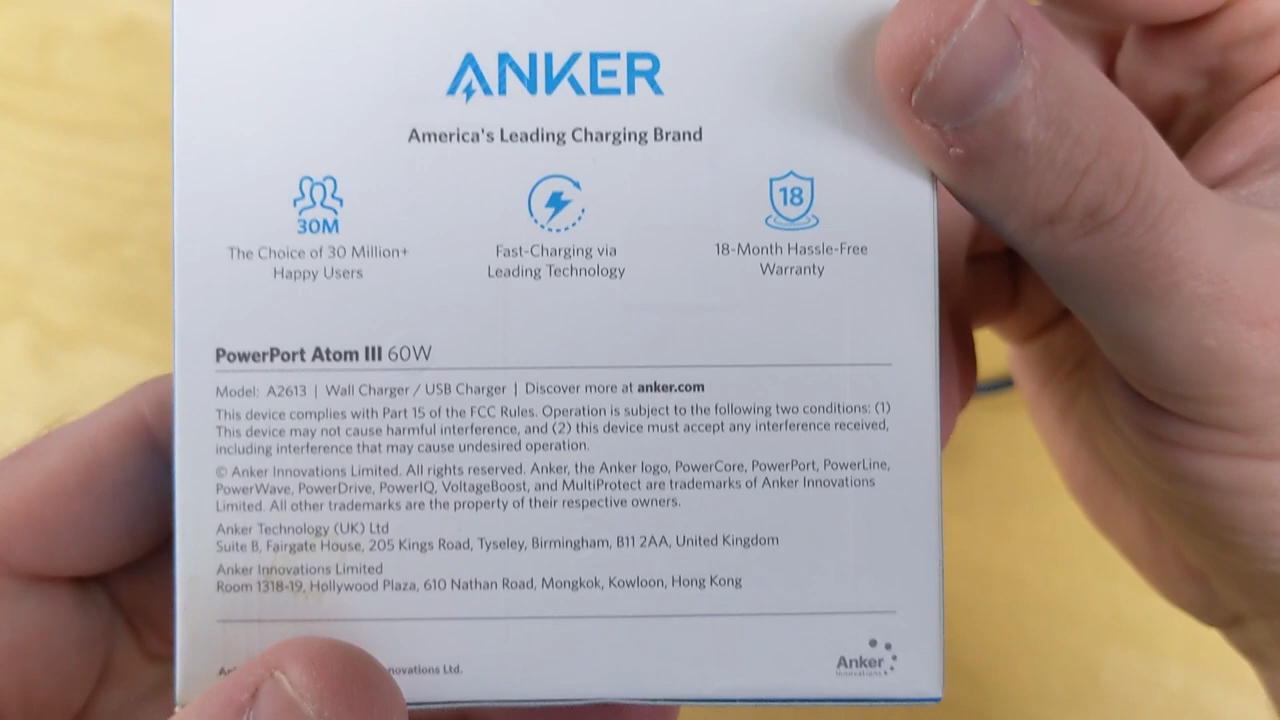 ANKER
America's Leading Charging Brand
30M
18
The Choice of 30 Million+
Happy Users
Fast-Charging via
Leading Technology
18-Month Hassle-Free
Warranty
PowerPort Atom III 60W
Model: A2613 | Wall Charger / USB Charger | Discover more at anker.com
This device complies with Part 15 of the FCC Rules. Operation is subject to the following two conditions: (1)
This device may not cause harmful interference, and (2) this device must accept any interference received,
including interference that may cause undesired operation.
© Anker Innovations Limited. All rights reserved. Anker, the Anker logo, PowerCore, PowerPort, PowerLine,
PowerWave, PowerDrive, PowerIQ, VoltageBoost, and MultiProtect are trademarks of Anker Innovations
Limited. All other trademarks are the property of their respective owners.
Anker Technology (UK) Ltd
Suite B, Fairgate House, 205 Kings Road, Tyseley, Birmingham, B11 2AA, United Kingdom
Anker Innovations Limited
Room 1318-19, Hollywood Plaza, 610 Nathan Road, Mongkok, Kowloon, Hong Kong
Ltd.
Anker
Innovations